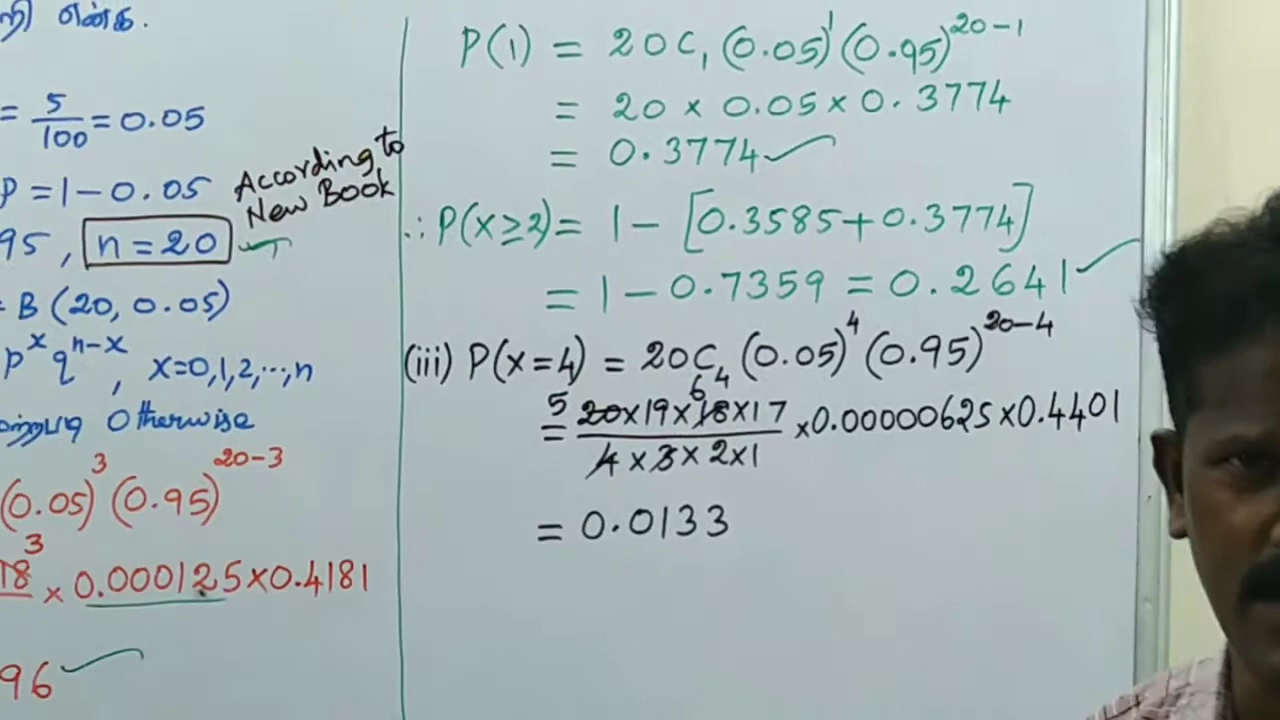 றி என்க.
= 5/100 = 0.05
P = 1 - 0.05
95, n = 20
According to
New Book
B (20, 0.05)
p^x q^(n-x), x=0,1,2,...,n
Otherwise
(0.05)^3 (0.95)^(20-3)
18 3 × 0.000125×0.4181
96
P(1) = 20C₁ (0.05)^1 (0.95)^(20-1)
= 20 × 0.05 × 0.3774
= 0.3774
∴ P(x≥2) = 1 - [0.3585+0.3774]
= 1 - 0.7359 = 0.2641
(iii) P(x=4) = 20C₄ (0.05)^4 (0.95)^(20-4)
5 6
= 20×19×18×17 / 4×3×2×1 × 0.00000625×0.4401
= 0.0133